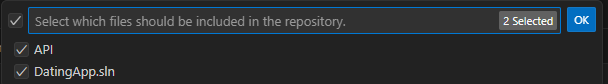 Select which files should be included in the repository. 2 Selected OK
API
DatingApp.sln